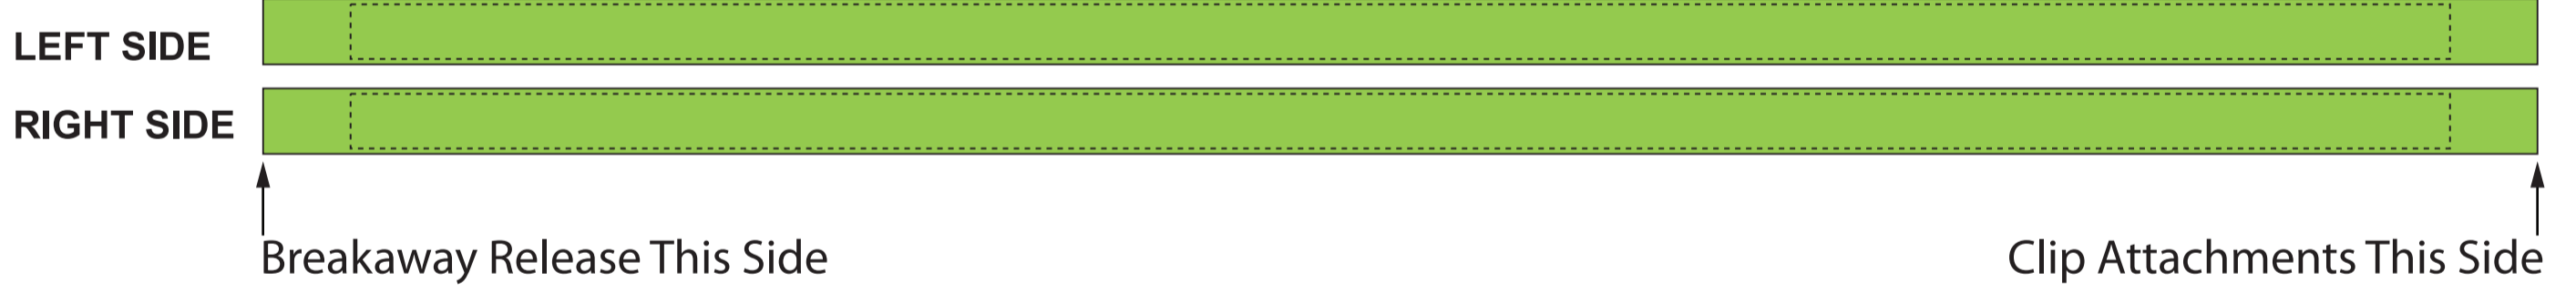 LEFT SIDE
RIGHT SIDE
Breakaway Release This Side
Clip Attachments This Side